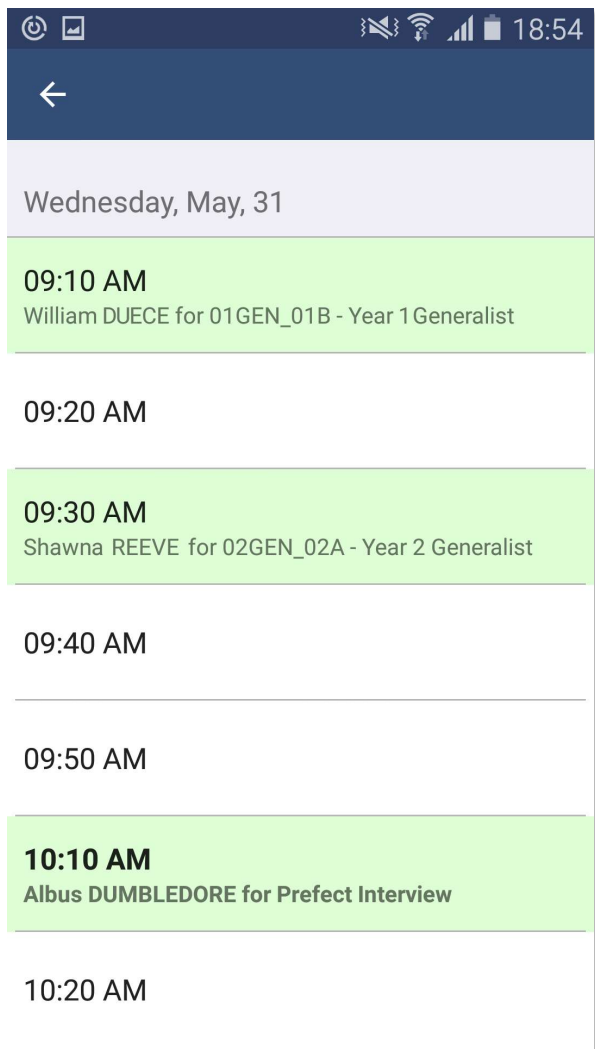 18:54
Wednesday, May, 31
09:10 AM
William DUECE for 01GEN_01B - Year 1 Generalist
09:20 AM
09:30 AM
Shawna REEVE for 02GEN_02A - Year 2 Generalist
09:40 AM
09:50 AM
10:10 AM
Albus DUMBLEDORE for Prefect Interview
10:20 AM